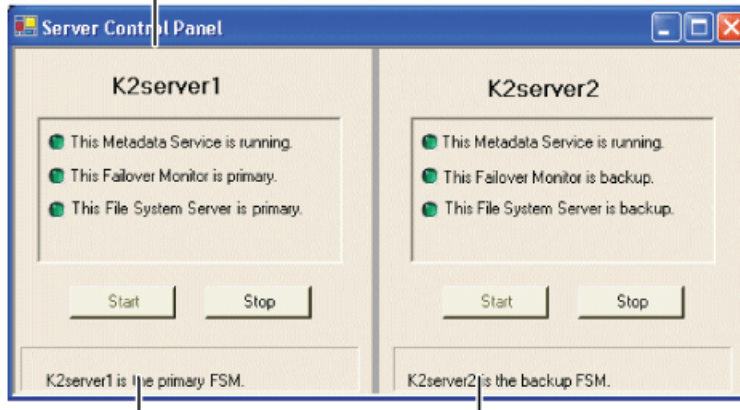 Server Control Panel
K2server1
This Metadata Service is running.
This Failover Monitor is primary.
This File System Server is primary.
Start
Stop
K2server1 is the primary FSM.
K2server2
This Metadata Service is running.
This Failover Monitor is backup.
This File System Server is backup.
Start
Stop
K2server2 is the backup FSM.